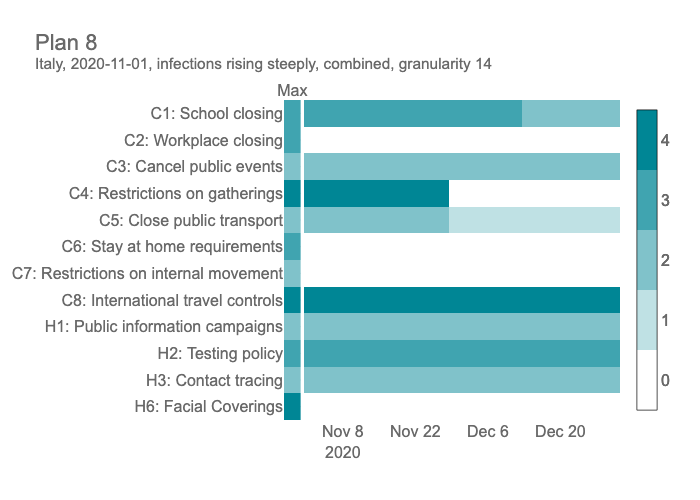 Plan 8
Italy, 2020-11-01, infections rising steeply, combined, granularity 14
Max
C1: School closing
C2: Workplace closing
C3: Cancel public events
C4: Restrictions on gatherings
C5: Close public transport
C6: Stay at home requirements
C7: Restrictions on internal movement
C8: International travel controls
H1: Public information campaigns
H2: Testing policy
H3: Contact tracing
H6: Facial Coverings
4
3
2
1
0
Nov 8 Nov 22 Dec 6 Dec 20
2020